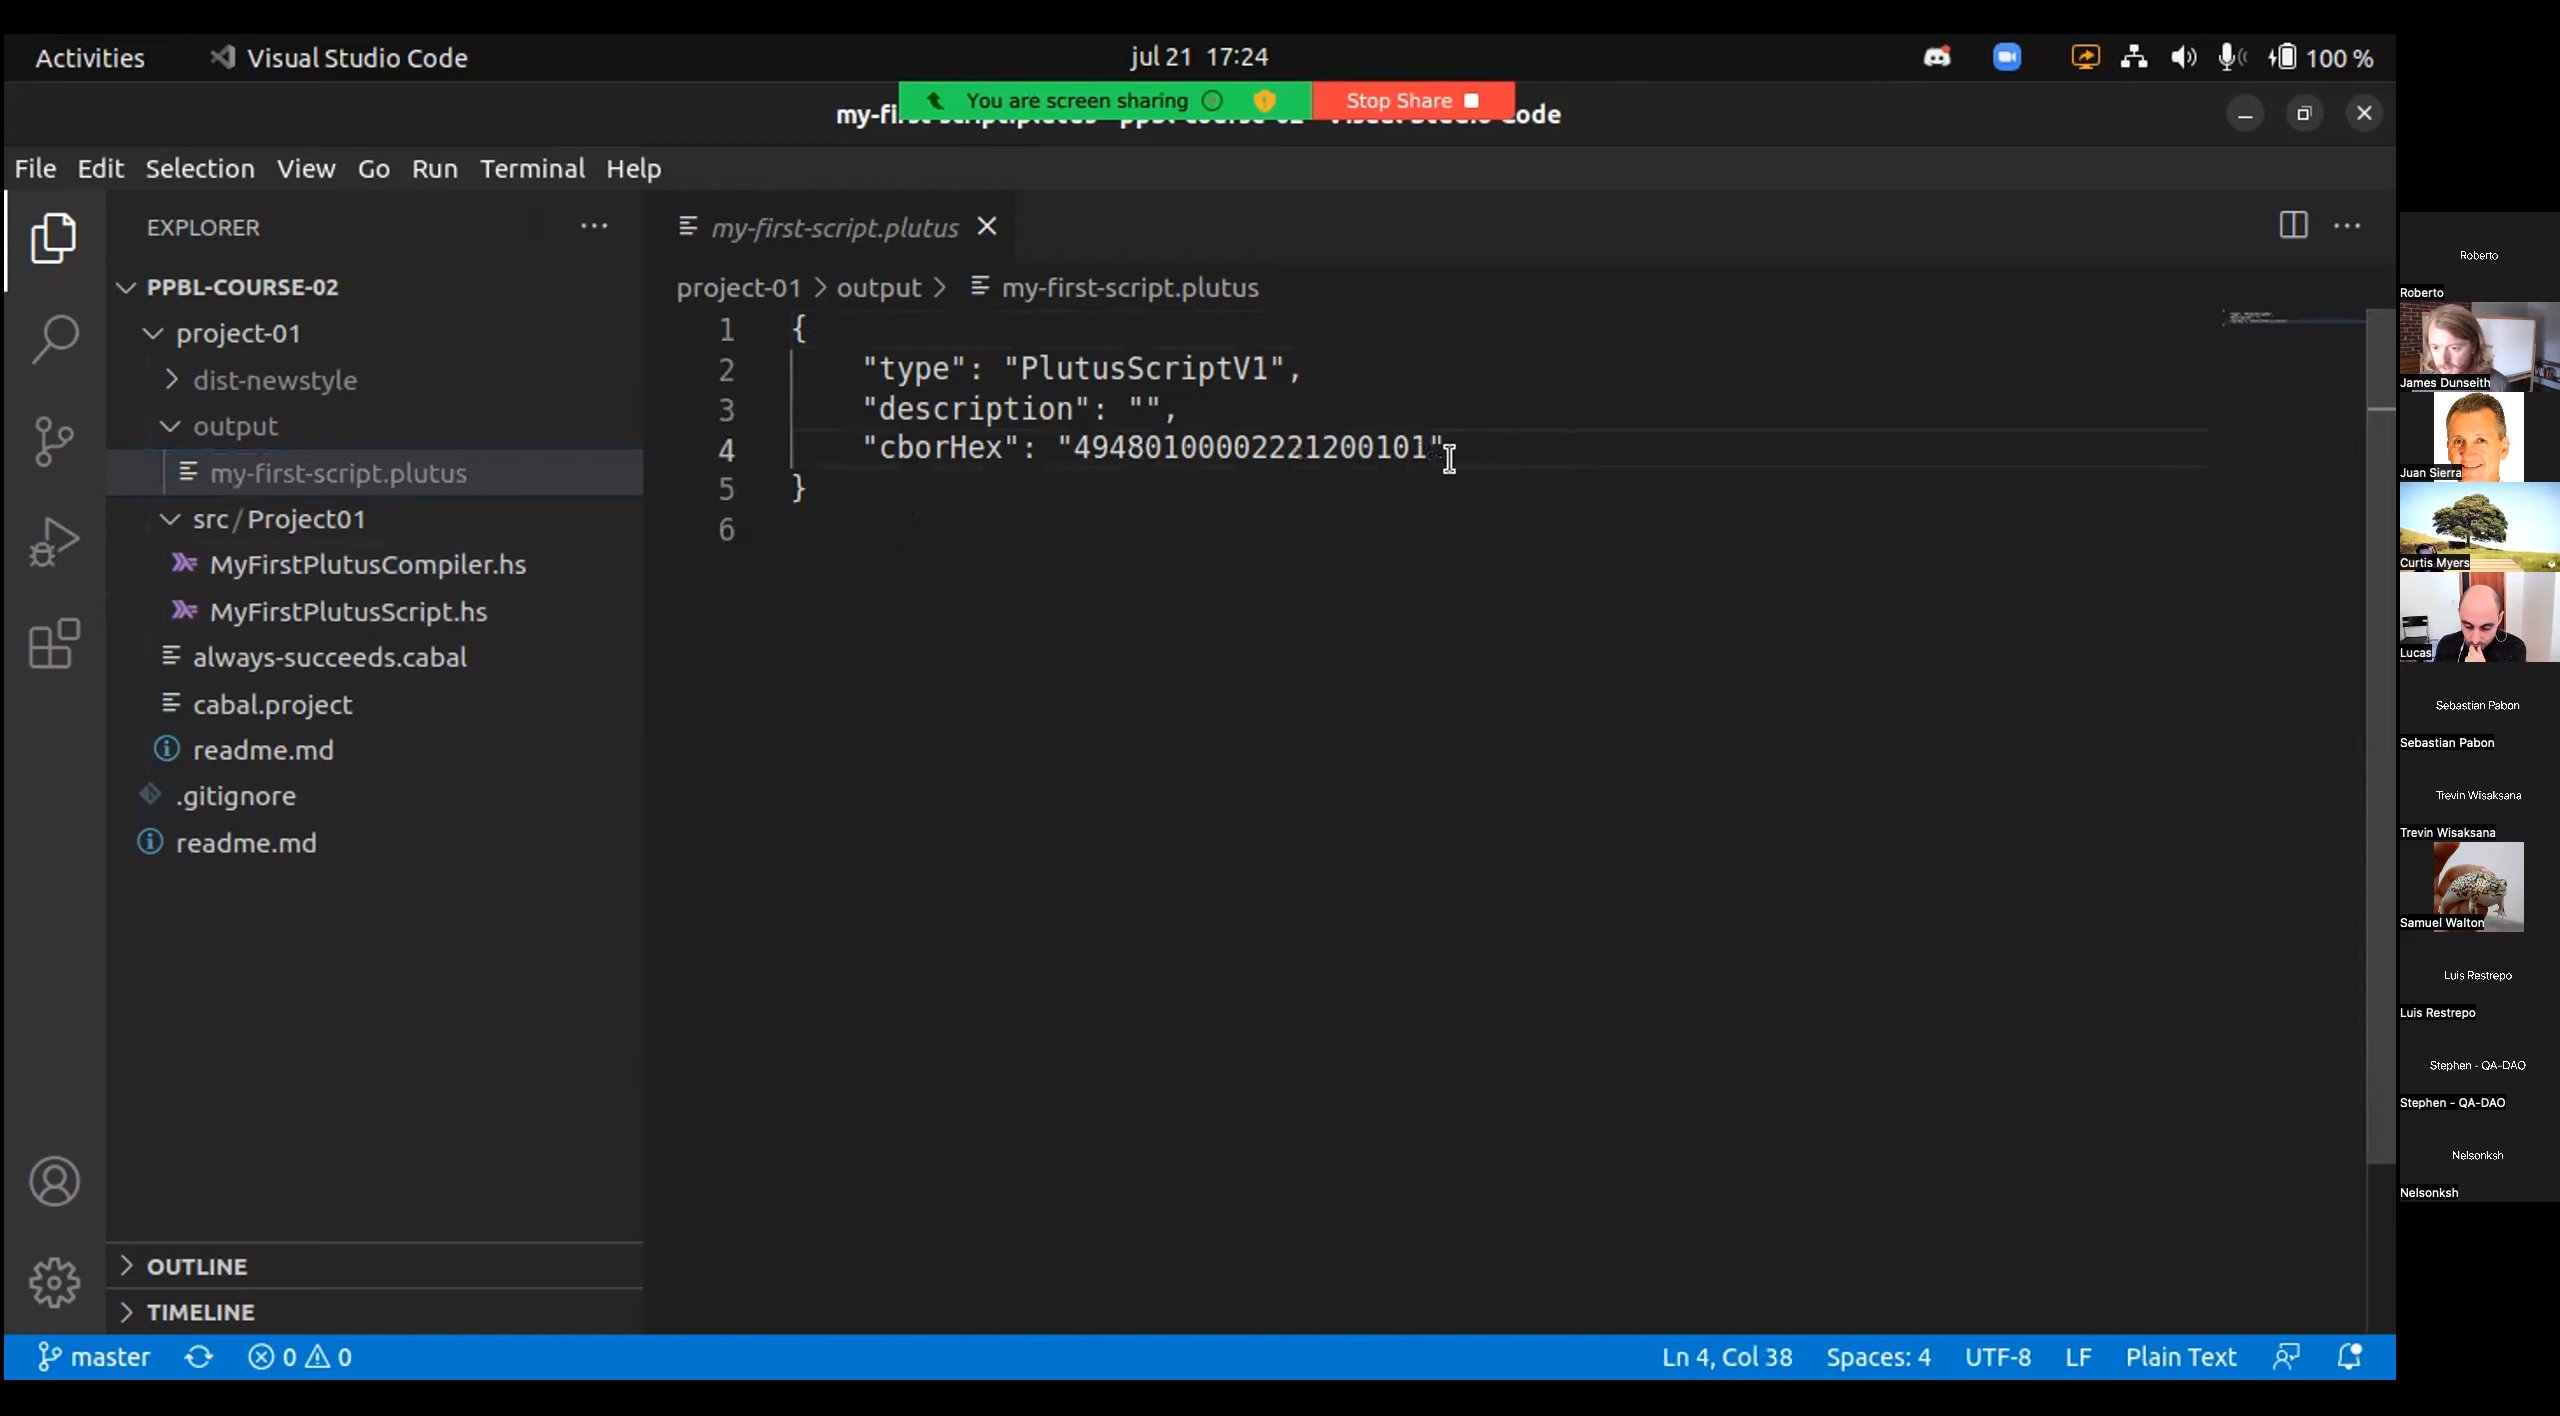 Activities
Visual Studio Code
jul 21 17:24
100 %
You are screen sharing
Stop Share
File Edit Selection View Go Run Terminal Help
EXPLORER
PPBL-COURSE-02
project-01
dist-newstyle
output
my-first-script.plutus
src/Project01
MyFirstPlutusCompiler.hs
MyFirstPlutusScript.hs
always-succeeds.cabal
cabal.project
readme.md
.gitignore
readme.md
OUTLINE
TIMELINE
my-first-script.plutus
project-01 > output > my-first-script.plutus
1 {
2 "type": "PlutusScriptV1",
3 "description": "",
4 "cborHex": "49480100002221200101"
5 }
6
master
0 0
Ln 4, Col 38
Spaces: 4
UTF-8
LF
Plain Text
Roberto
Roberto
James Dunseith
Juan Sierra
Curtis Myers
Lucas
Sebastian Pabon
Sebastian Pabon
Trevin Wisaksana
Trevin Wisaksana
Samuel Walton
Luis Restrepo
Luis Restrepo
Stephen - QA-DAO
Stephen - QA-DAO
Nelsonksh
Nelsonksh